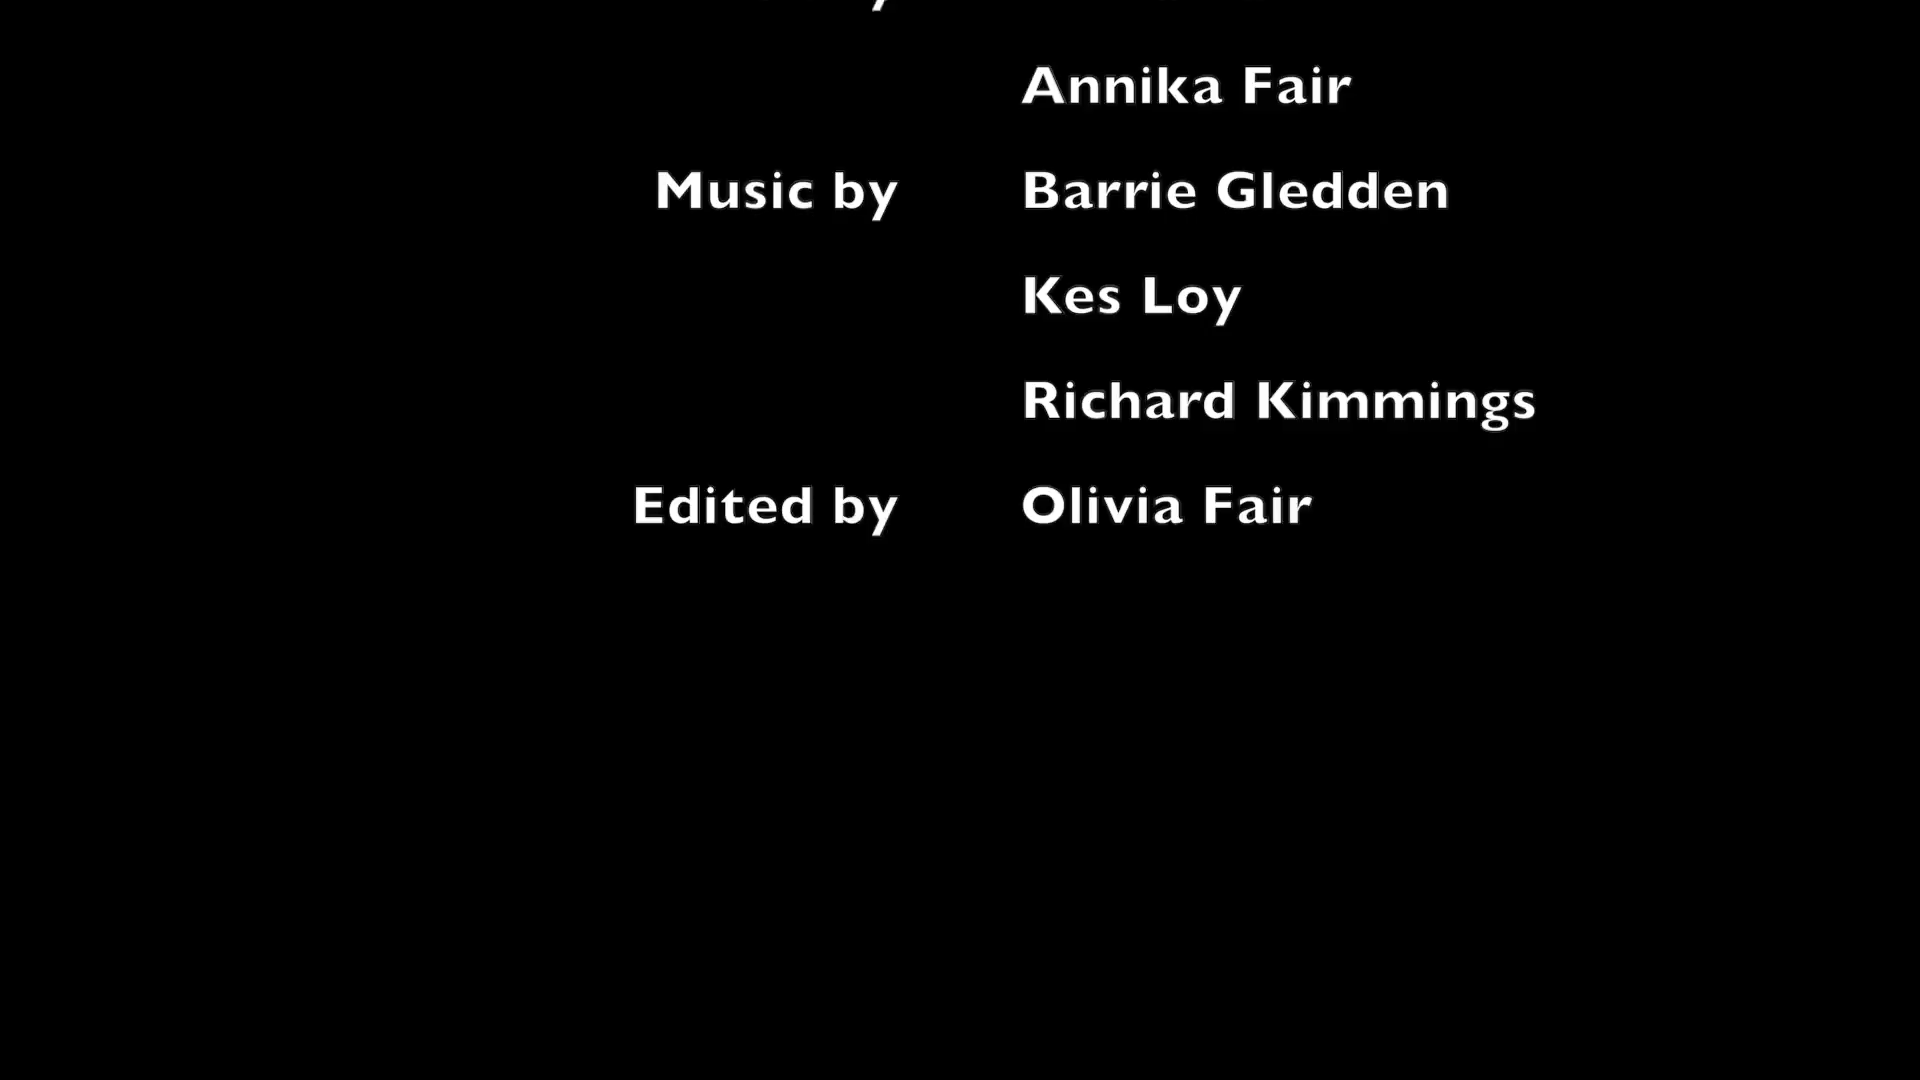 Annika Fair
Music by Barrie Gledden
Kes Loy
Richard Kimmings
Edited by Olivia Fair